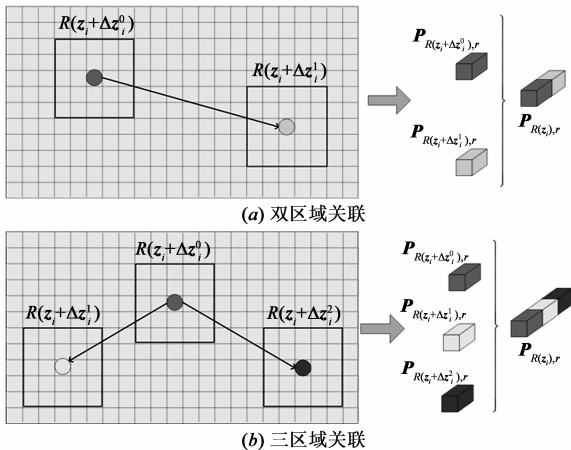 R(z_i+Δz_i^0)
R(z_i+Δz_i^1)
P_{R(z_i+Δz_i^0),r}
P_{R(z_i+Δz_i^1),r}
P_{R(z_i),r}
(a) 双区域关联
R(z_i+Δz_i^0)
R(z_i+Δz_i^1)
R(z_i+Δz_i^2)
P_{R(z_i+Δz_i^0),r}
P_{R(z_i+Δz_i^1),r}
P_{R(z_i+Δz_i^2),r}
P_{R(z_i),r}
(b) 三区域关联